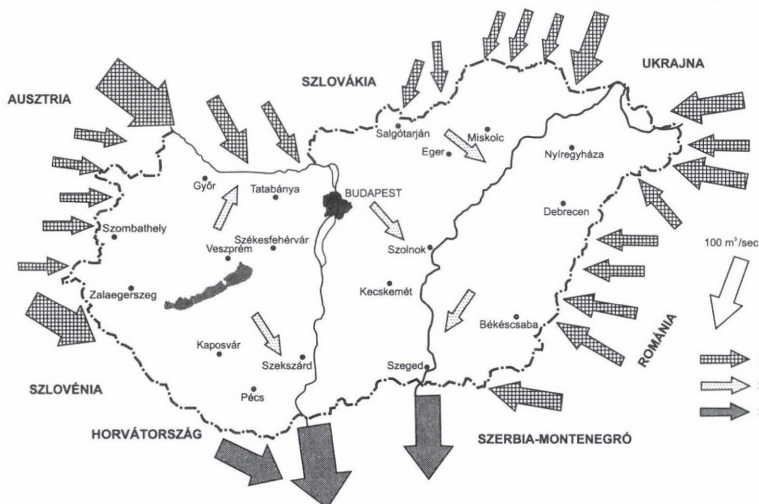 AUSZTRIA
SZLOVÁKIA
UKRAJNA
Salgótarján
Miskolc
Eger
Nyíregyháza
Győr
Tatabánya
BUDAPEST
Debrecen
Szombathely
Székesfehérvár
Veszprém
Szolnok
100 m³/sec
Zalaegerszeg
Kecskemét
Békéscsaba
Kaposvár
Szekszárd
Szeged
ROMÁNIA
SZLOVÉNIA
Pécs
HORVÁTORSZÁG
SZERBIA-MONTENEGRÓ